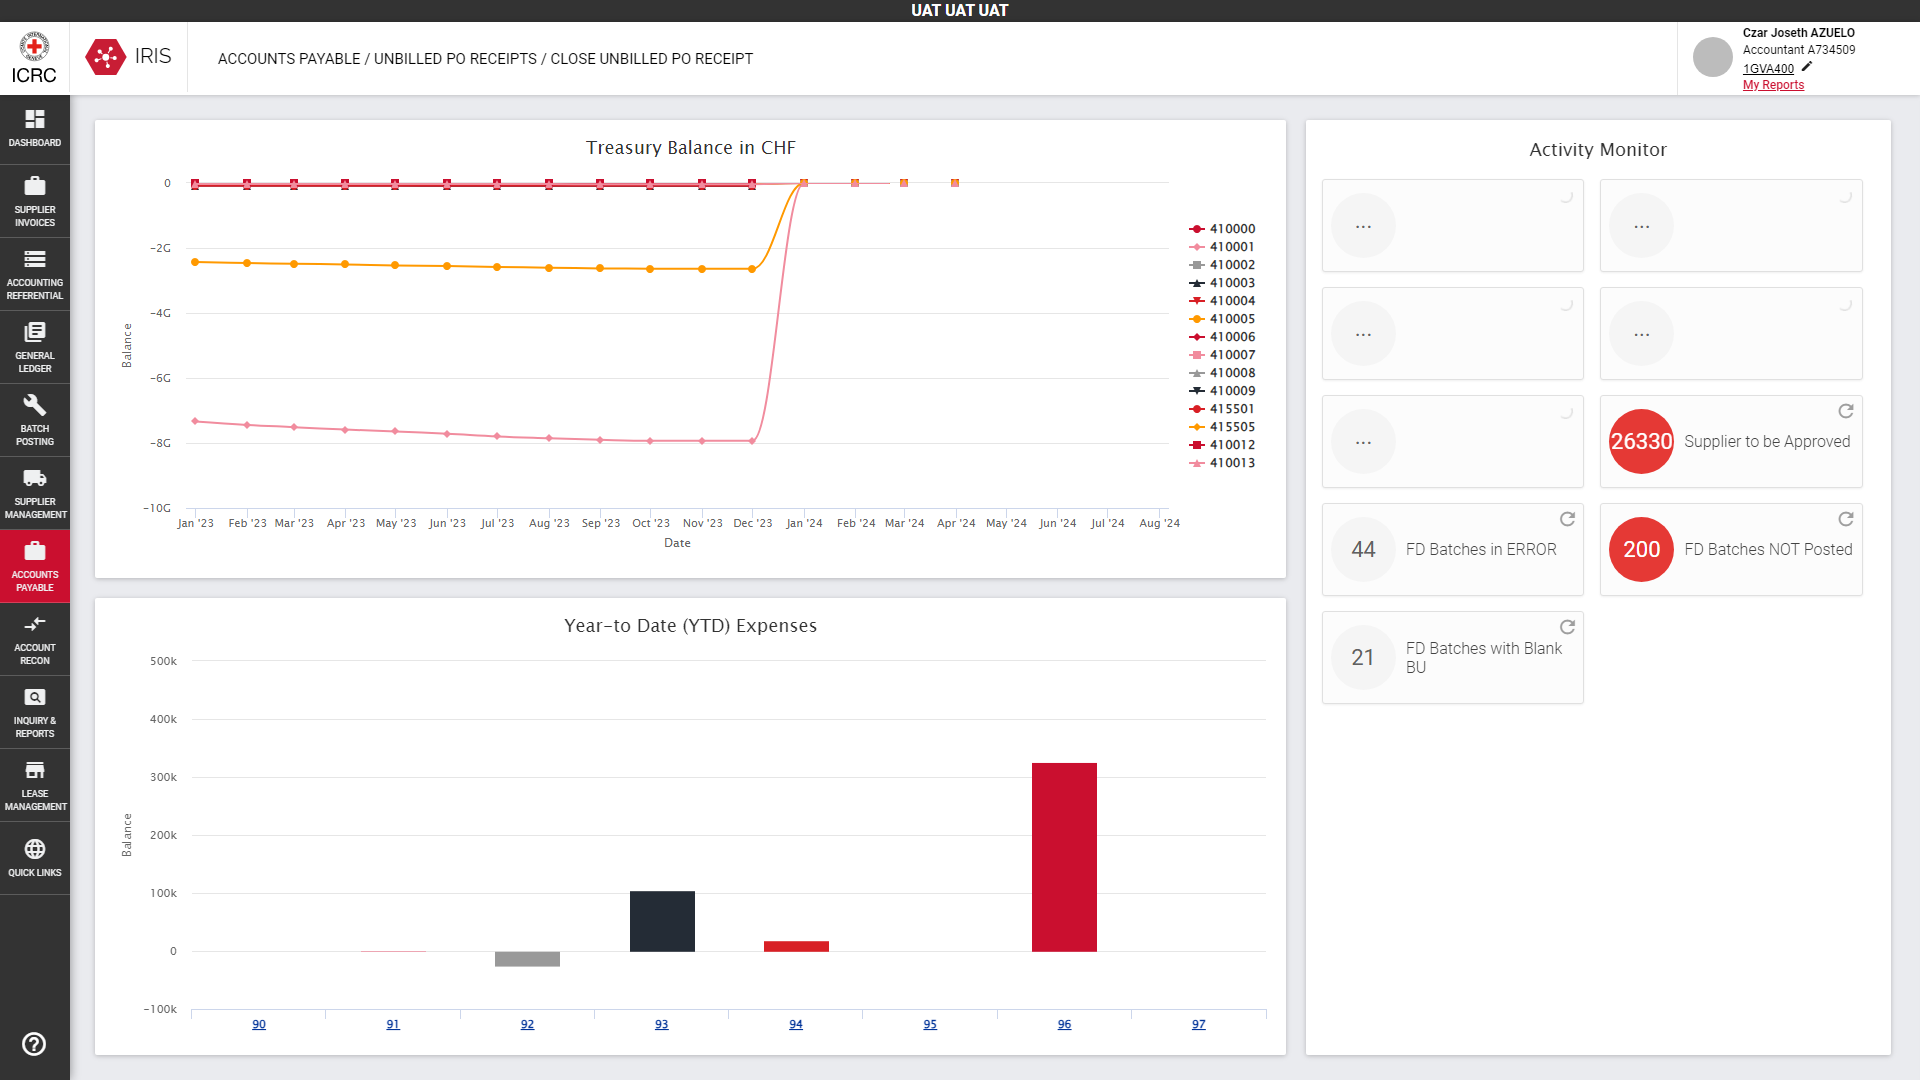 UAT UAT UAT
ICRC
IRIS
ACCOUNTS PAYABLE / UNBILLED PO RECEIPTS / CLOSE UNBILLED PO RECEIPT
Czar Joseth AZUELO
Accountant A734509
1GVA400
My Reports
DASHBOARD
SUPPLIER
INVOICES
ACCOUNTING
REFERENTIAL
GENERAL
LEDGER
BATCH
POSTING
SUPPLIER
MANAGEMENT
ACCOUNTS
PAYABLE
ACCOUNT
RECON
INQUIRY &
REPORTS
LEASE
MANAGEMENT
QUICK LINKS
Treasury Balance in CHF
0
-2G
-4G
-6G
-8G
-10G
Balance
Jan '23 Feb '23 Mar '23 Apr '23 May '23 Jun '23 Jul '23 Aug '23 Sep '23 Oct '23 Nov '23 Dec '23 Jan '24 Feb '24 Mar '24 Apr '24 May '24 Jun '24 Jul '24 Aug '24
Date
410000
410001
410002
410003
410004
410005
410006
410007
410008
410009
415501
415505
410012
410013
Year-to Date (YTD) Expenses
500k
400k
300k
200k
100k
0
-100k
Balance
90 91 92 93 94 95 96 97
Activity Monitor
... ...
... ...
...
26330 Supplier to be Approved
44 FD Batches in ERROR
200 FD Batches NOT Posted
21 FD Batches with Blank
BU